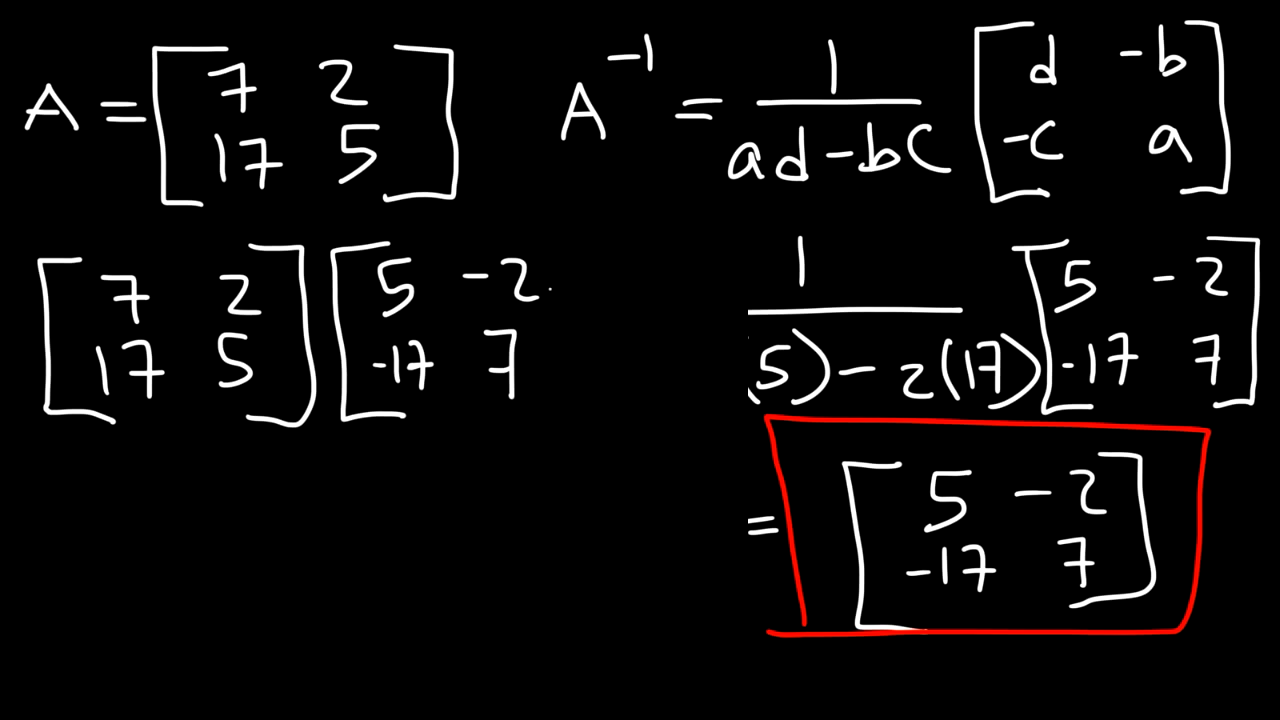 A = [7 2
17 5]
A^-1 = 1/(ad-bc) [d -b
-c a]
[7 2
17 5] [5 -2
-17 7]
1/(5)-2(17) [5 -2
-17 7]
= [5 -2
-17 7]